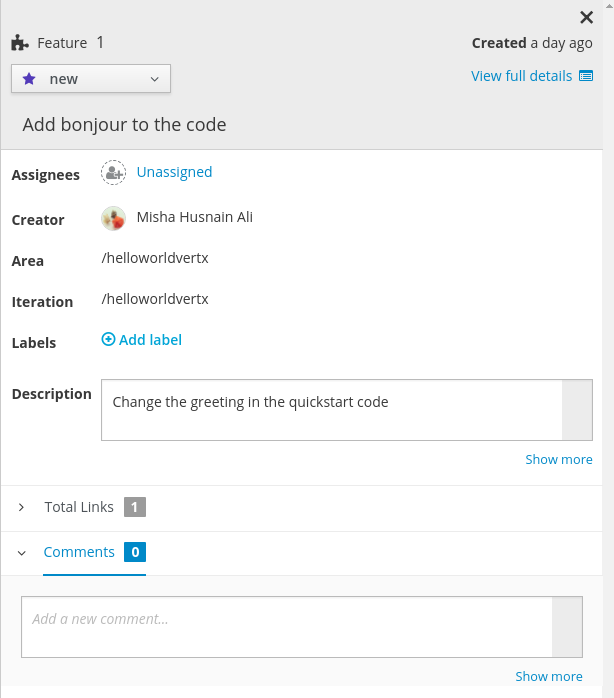 Feature 1
Created a day ago
new
View full details
Add bonjour to the code
Assignees Unassigned
Creator Misha Husnain Ali
Area /helloworldvertx
Iteration /helloworldvertx
Labels Add label
Description Change the greeting in the quickstart code
Show more
Total Links 1
Comments 0
Add a new comment...
Show more